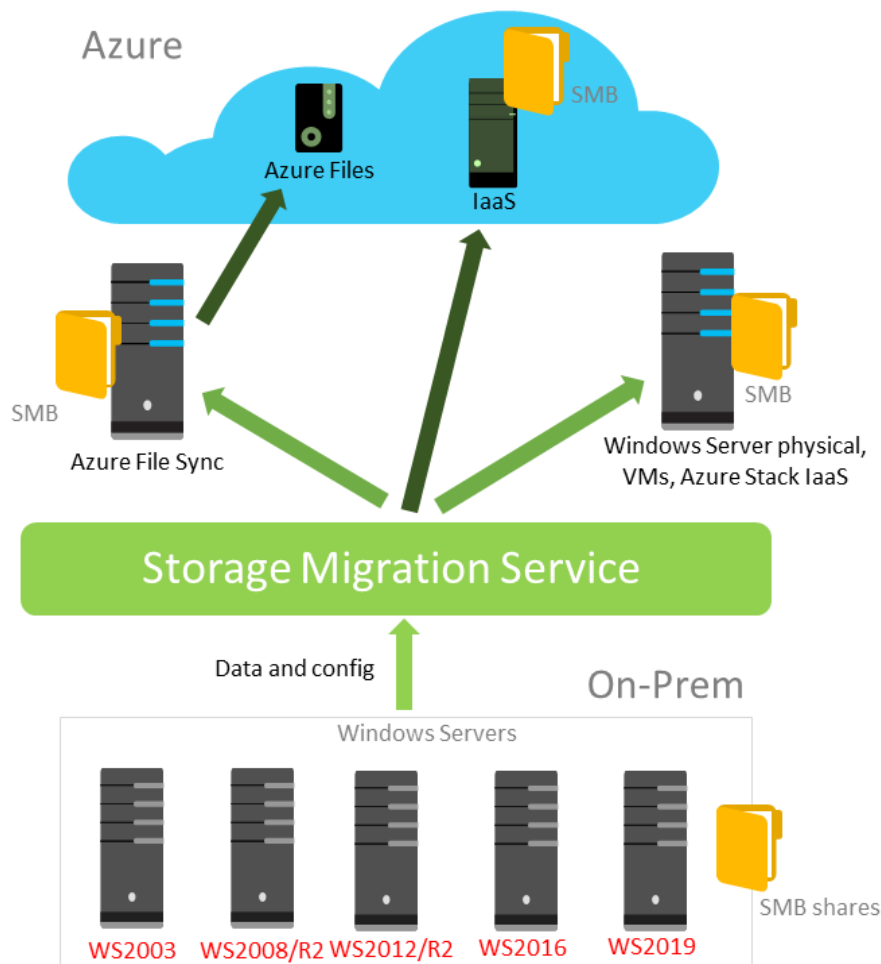 Azure
SMB
Azure Files
IaaS
SMB
Azure File Sync
SMB
Windows Server physical,
VMs, Azure Stack IaaS
Storage Migration Service
Data and config
On-Prem
Windows Servers
WS2003
WS2008/R2
WS2012/R2
WS2016
WS2019
SMB shares